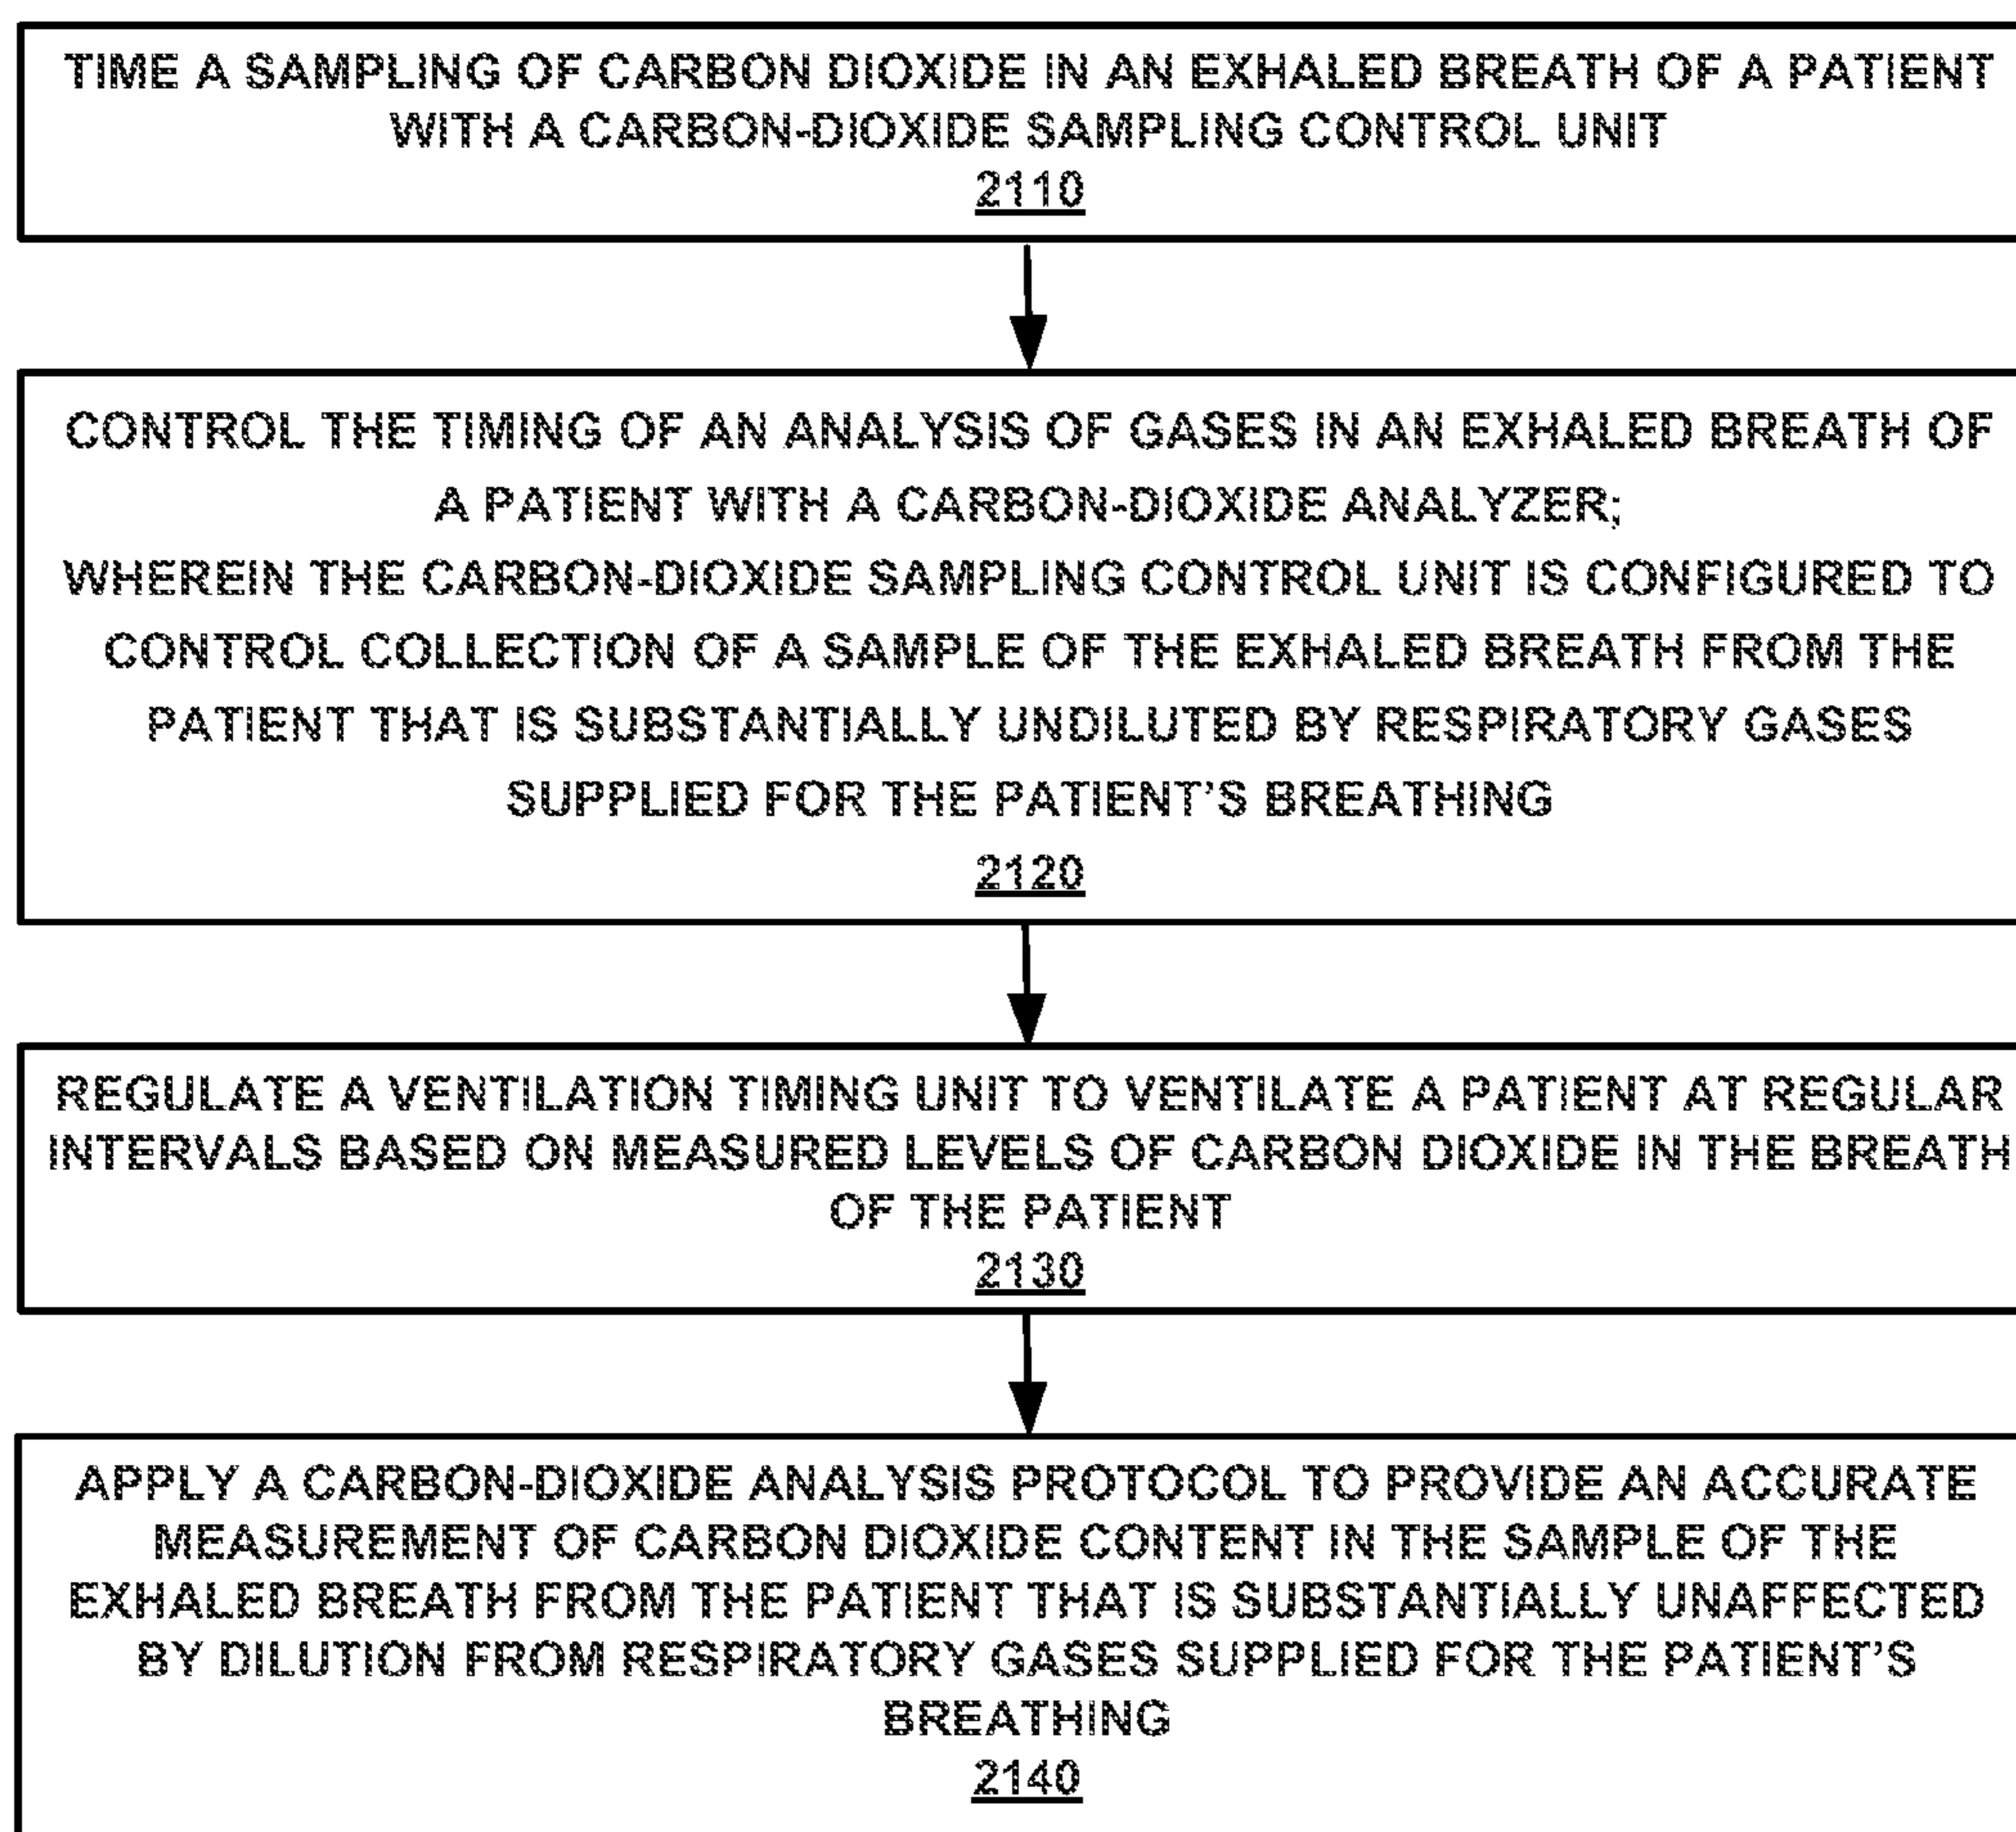 TIME A SAMPLING OF CARBON DIOXIDE IN AN EXHALED BREATH OF A PATIENT
WITH A CARBON-DIOXIDE SAMPLING CONTROL UNIT
2110
CONTROL THE TIMING OF AN ANALYSIS OF GASES IN AN EXHALED BREATH OF
A PATIENT WITH A CARBON-DIOXIDE ANALYZER;
WHEREIN THE CARBON-DIOXIDE SAMPLING CONTROL UNIT IS CONFIGURED TO
CONTROL COLLECTION OF A SAMPLE OF THE EXHALED BREATH FROM THE
PATIENT THAT IS SUBSTANTIALLY UNDILUTED BY RESPIRATORY GASES
SUPPLIED FOR THE PATIENT’S BREATHING
2120
REGULATE A VENTILATION TIMING UNIT TO VENTILATE A PATIENT AT REGULAR
INTERVALS BASED ON MEASURED LEVELS OF CARBON DIOXIDE IN THE BREATH
OF THE PATIENT
2130
APPLY A CARBON-DIOXIDE ANALYSIS PROTOCOL TO PROVIDE AN ACCURATE
MEASUREMENT OF CARBON DIOXIDE CONTENT IN THE SAMPLE OF THE
EXHALED BREATH FROM THE PATIENT THAT IS SUBSTANTIALLY UNAFFECTED
BY DILUTION FROM RESPIRATORY GASES SUPPLIED FOR THE PATIENT’S
BREATHING
2140